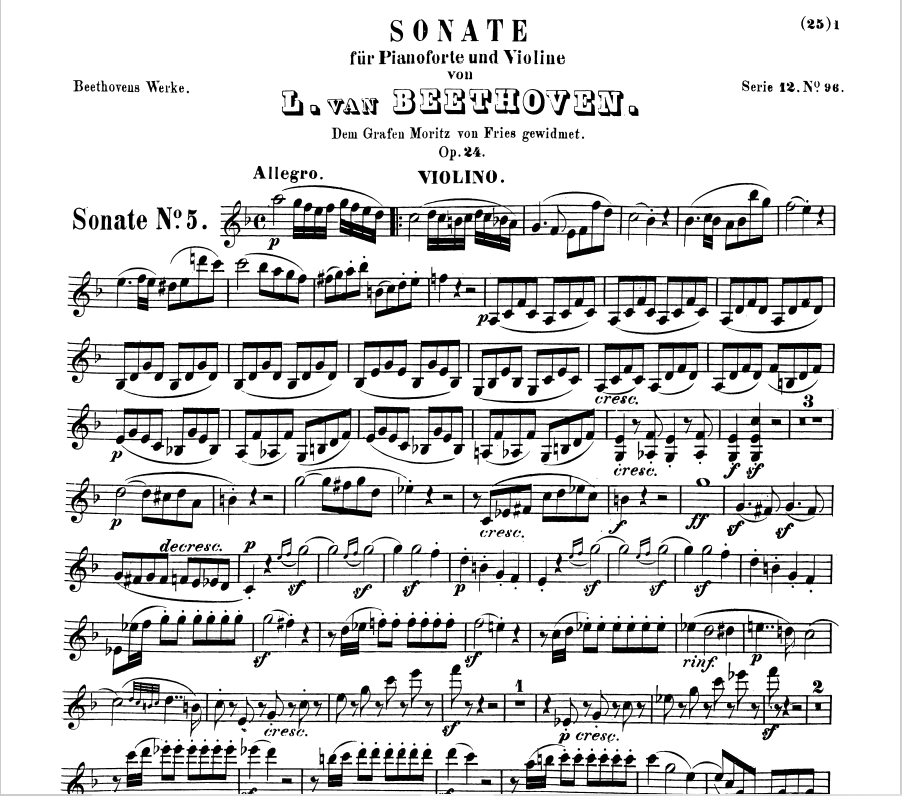 (25)1
SONATE
für Pianoforte und Violine
von
Beethovens Werke.
Serie 12. Nº 96.
L. VAN BEETHOVEN.
Dem Grafen Moritz von Fries gewidmet.
Op. 24.
Allegro.
VIOLINO.
Sonate Nº 5.
p
p
cresc.
3
p
cresc. f sf
p cresc. f ff sf sf
decresc. p
sf sf sf p sf sf sf
sf sf rinf. p
1 2
cresc. sf p cresc. sf